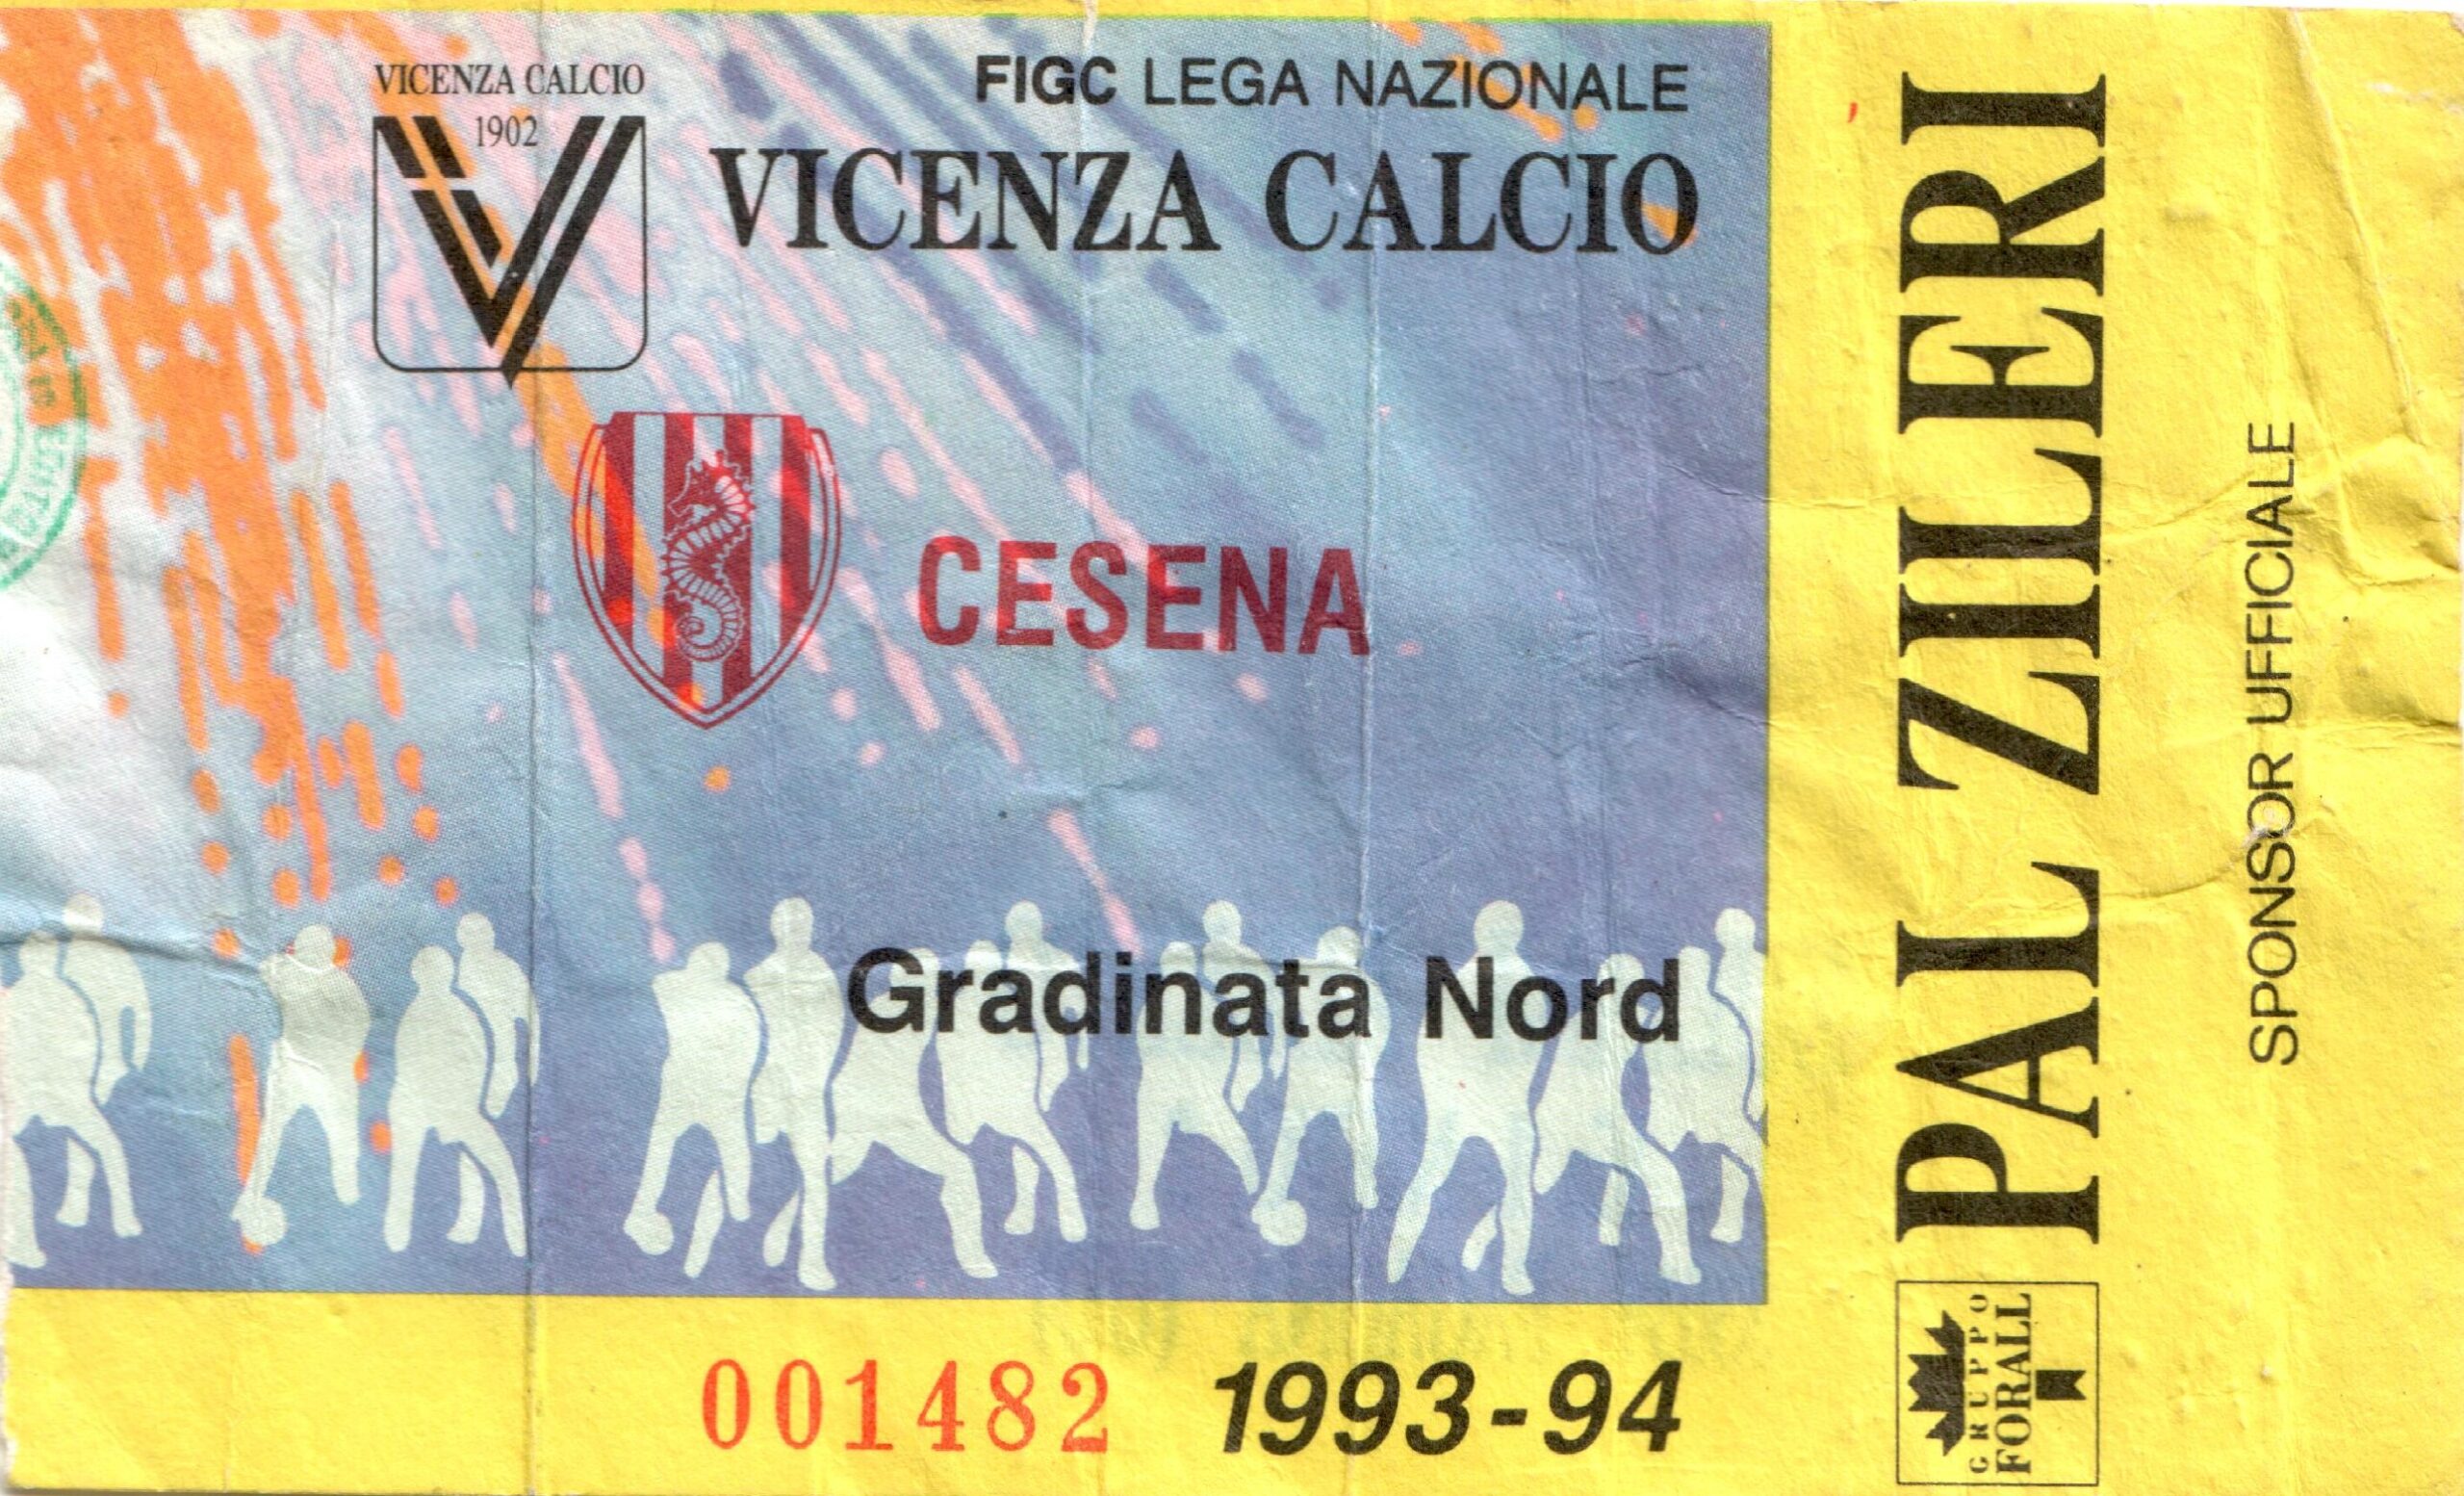 VICENZA CALCIO
1902
FIGC LEGA NAZIONALE
VICENZA CALCIO
CESENA
Gradinata Nord
001482
1993-94
PAL ZILERI
SPONSOR UFFICIALE
GRUPPO
FORALL